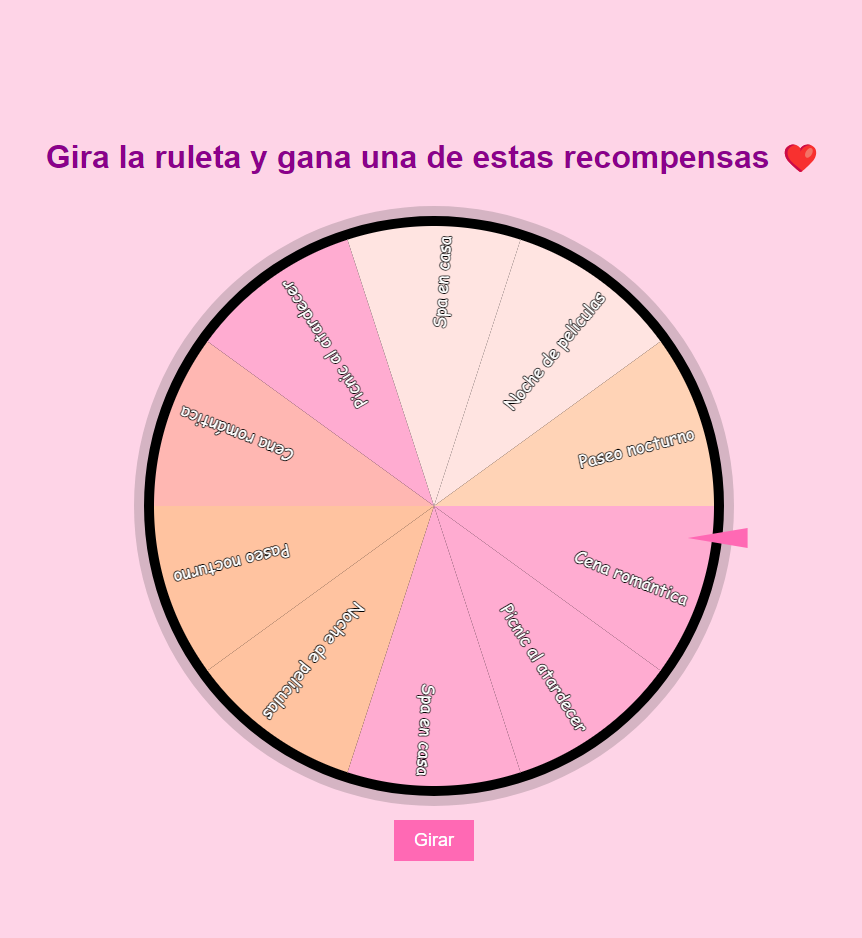 Gira la ruleta y gana una de estas recompensas ❤️
Spa en casa
Noche de películas
Paseo nocturno
Cena romántica
Picnic al atardecer
Spa en casa
Noche de películas
Paseo nocturno
Cena romántica
Picnic al atardecer
Girar